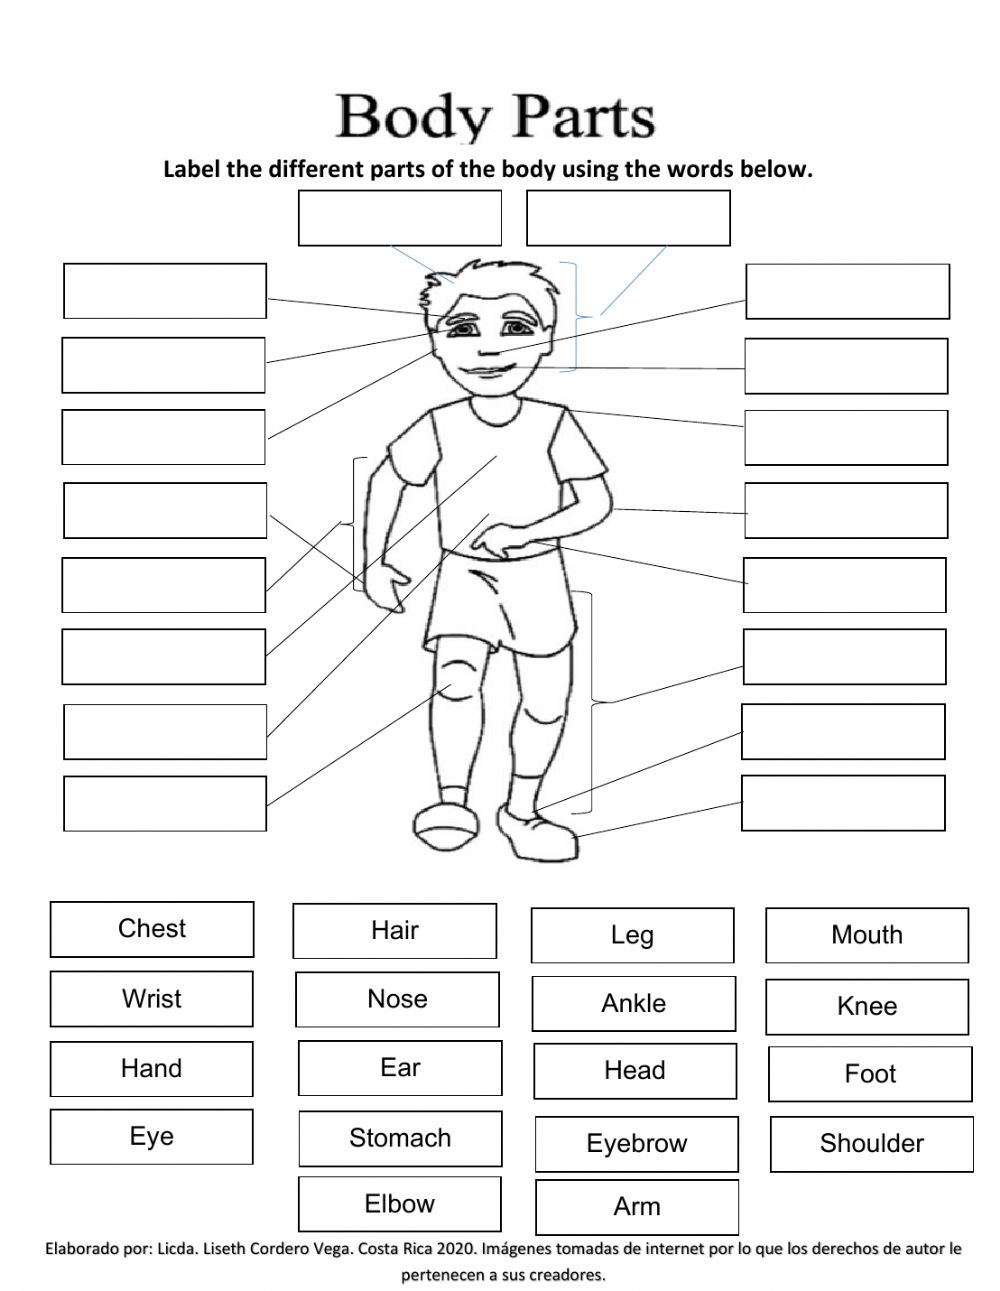 Body Parts
Label the different parts of the body using the words below.
Chest
Hair
Leg
Mouth
Wrist
Nose
Ankle
Knee
Hand
Ear
Head
Foot
Eye
Stomach
Eyebrow
Shoulder
Elbow
Arm
Elaborado por: Licda. Liseth Cordero Vega. Costa Rica 2020. Imágenes tomadas de internet por lo que los derechos de autor le
pertenecen a sus creadores.